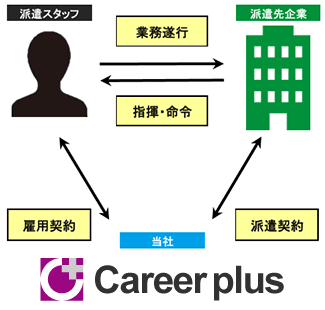 派遣スタッフ
派遣先企業
業務遂行
指揮・命令
雇用契約
派遣契約
当社
Career plus